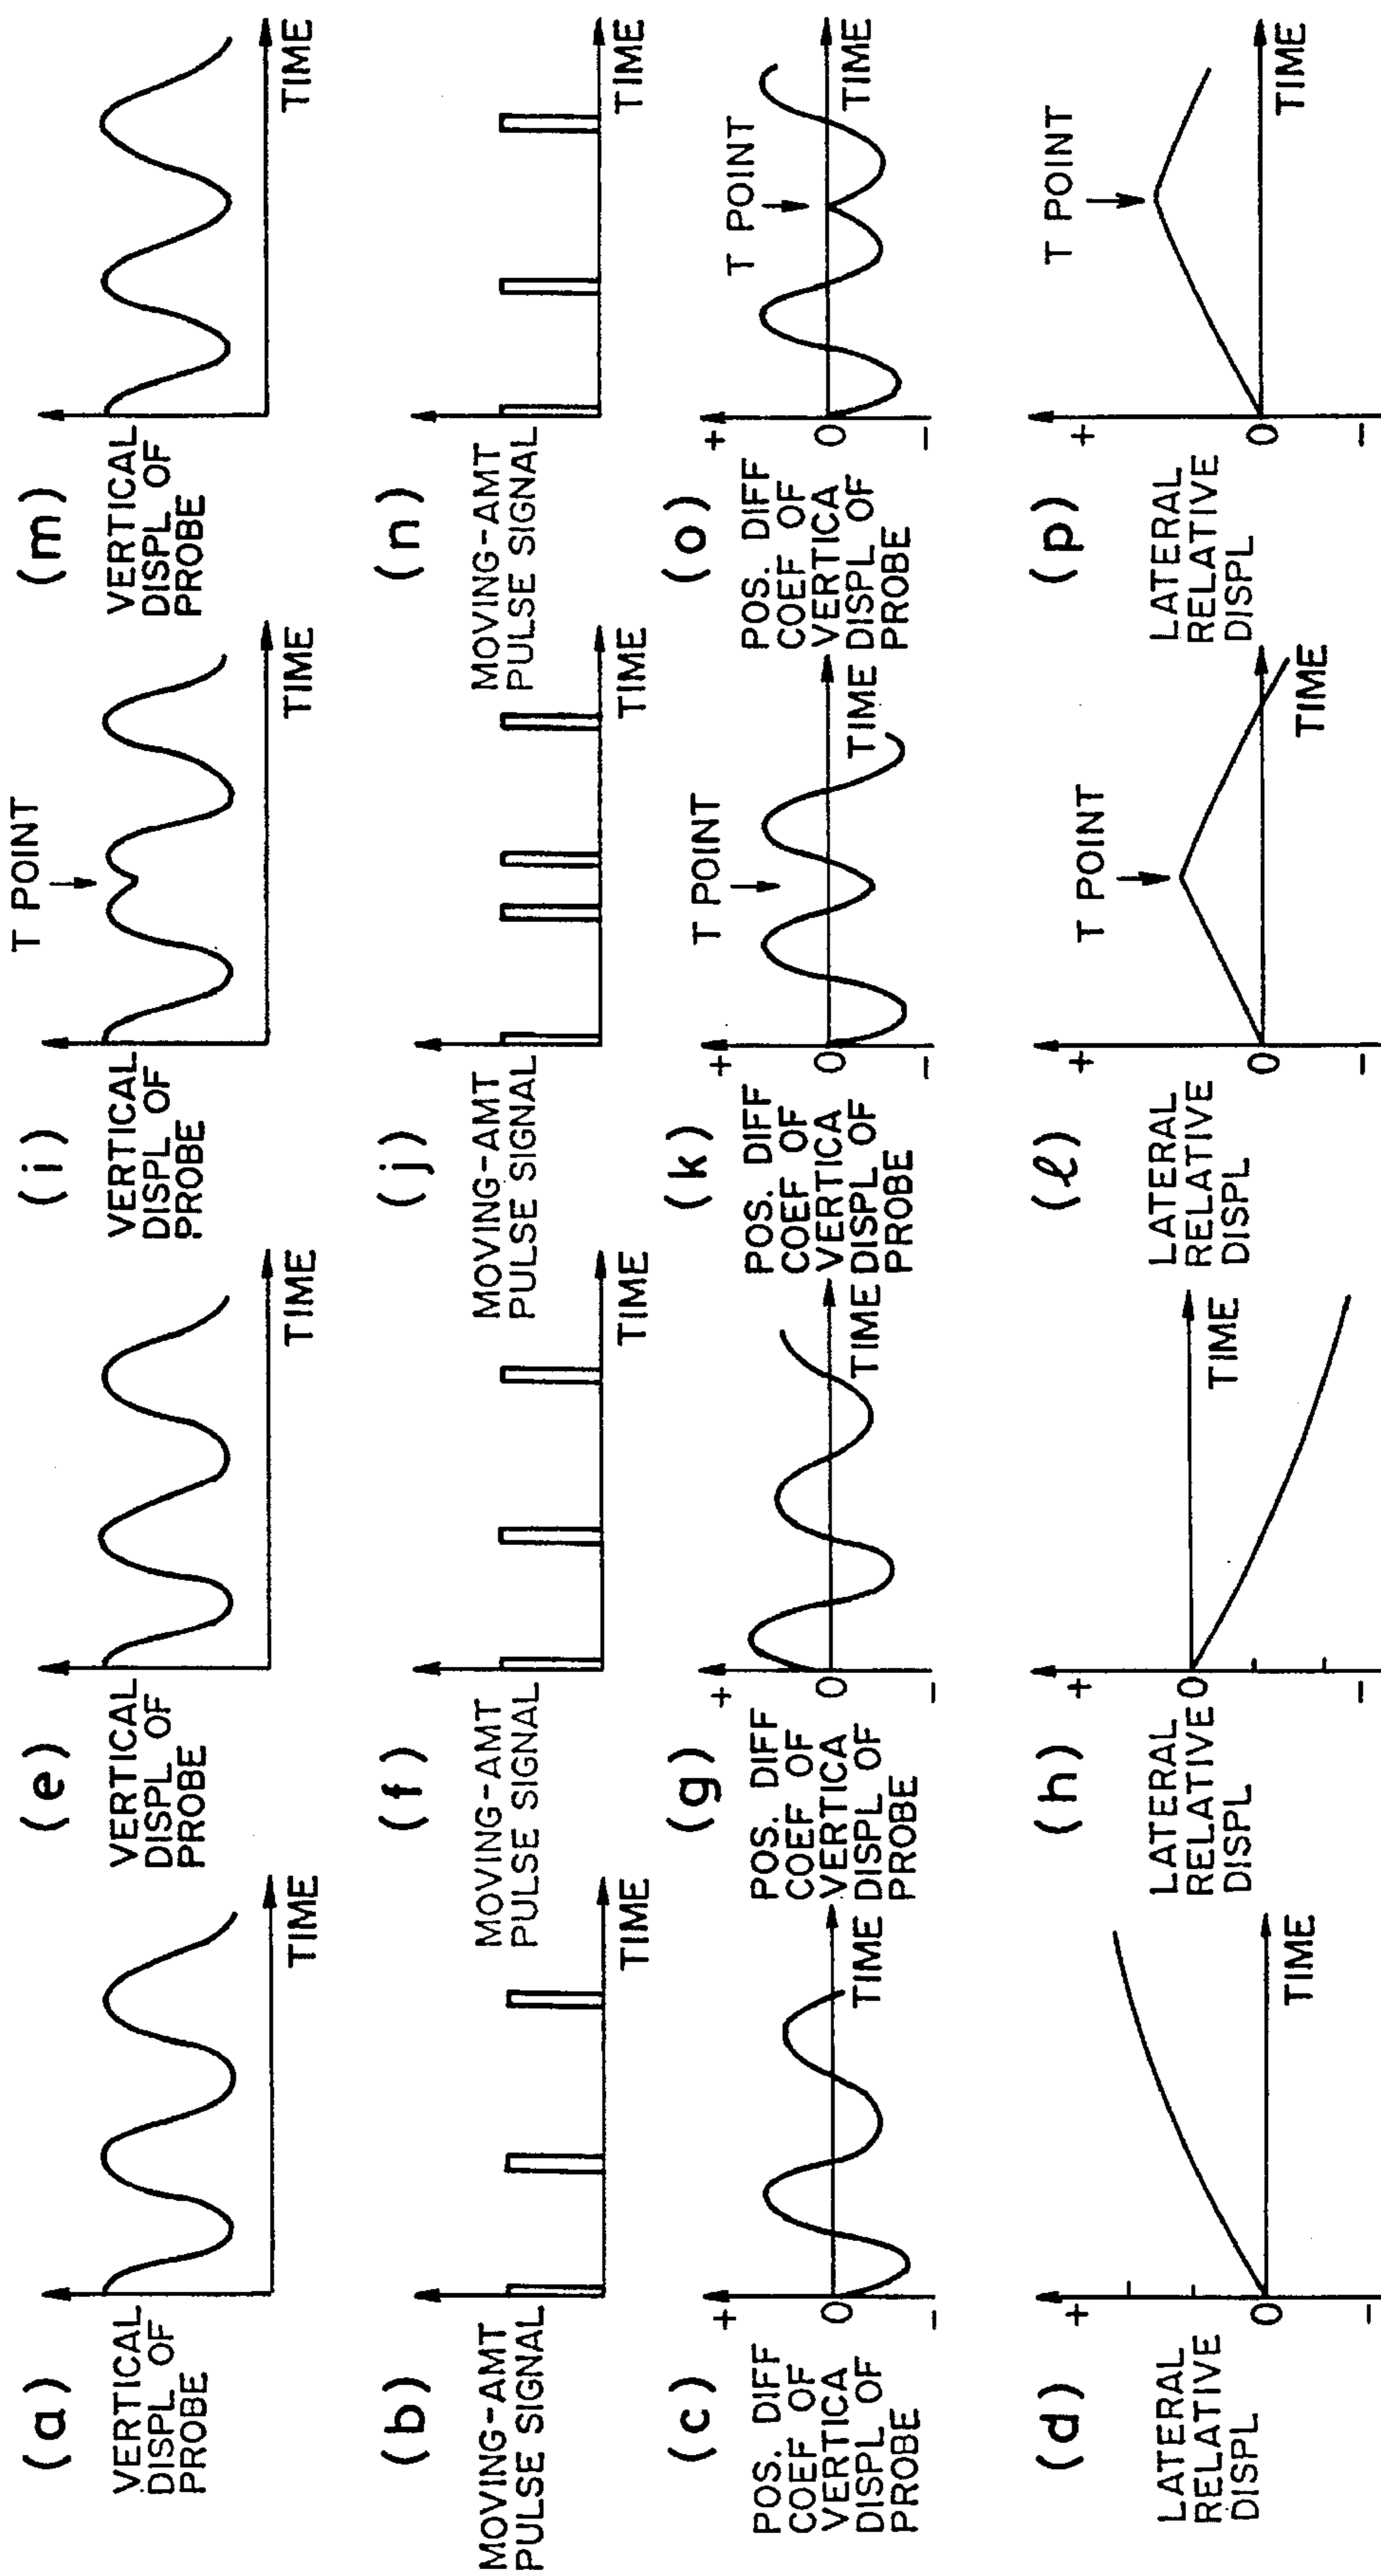 (a)
VERTICAL
DISPL OF
PROBE
TIME
(b)
MOVING-AMT
PULSE SIGNAL
TIME
(c)
POS. DIFF
COEF OF
VERTICA
DISPL OF
PROBE
+
0
-
TIME
(d)
LATERAL
RELATIVE
DISPL
+
0
-
TIME
(e)
VERTICAL
DISPL OF
PROBE
TIME
(f)
MOVING-AMT
PULSE SIGNAL
TIME
(g)
POS. DIFF
COEF OF
VERTICA
DISPL OF
PROBE
+
0
-
TIME
(h)
LATERAL
RELATIVE
DISPL
+
0
-
TIME
(i)
VERTICAL
DISPL OF
PROBE
T POINT
TIME
(j)
MOVING-AMT
PULSE SIGNAL
TIME
(k)
POS. DIFF
COEF OF
VERTICA
DISPL OF
PROBE
+
0
-
T POINT
TIME
(ℓ)
LATERAL
RELATIVE
DISPL
+
0
-
T POINT
TIME
(m)
VERTICAL
DISPL OF
PROBE
TIME
(n)
MOVING-AMT
PULSE SIGNAL
TIME
(o)
POS. DIFF
COEF OF
VERTICA
DISPL OF
PROBE
+
0
-
T POINT
TIME
(p)
LATERAL
RELATIVE
DISPL
+
0
-
T POINT
TIME